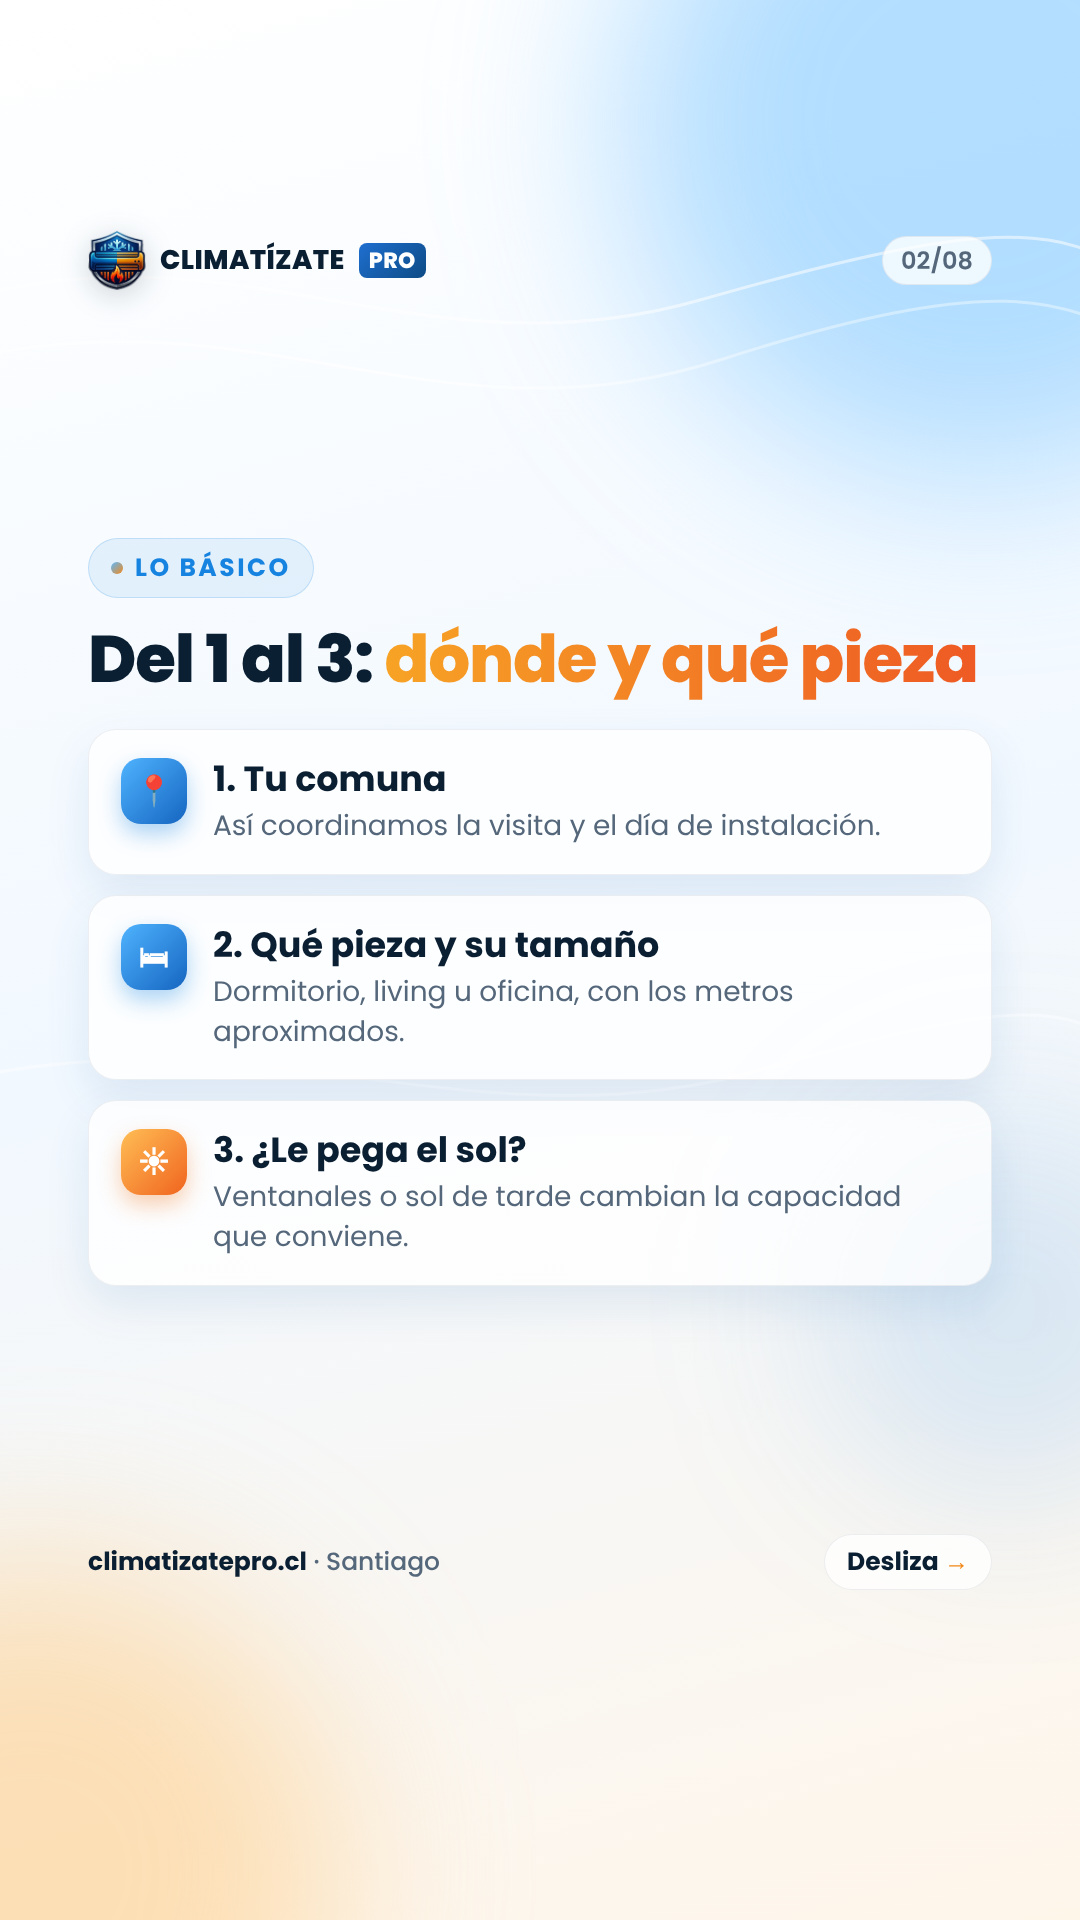 CLIMATÍZATE PRO
02/08
LO BÁSICO
Del 1 al 3: dónde y qué pieza
1. Tu comuna
Así coordinamos la visita y el día de instalación.
2. Qué pieza y su tamaño
Dormitorio, living u oficina, con los metros
aproximados.
3. ¿Le pega el sol?
Ventanales o sol de tarde cambian la capacidad
que conviene.
climatizatepro.cl · Santiago
Desliza →